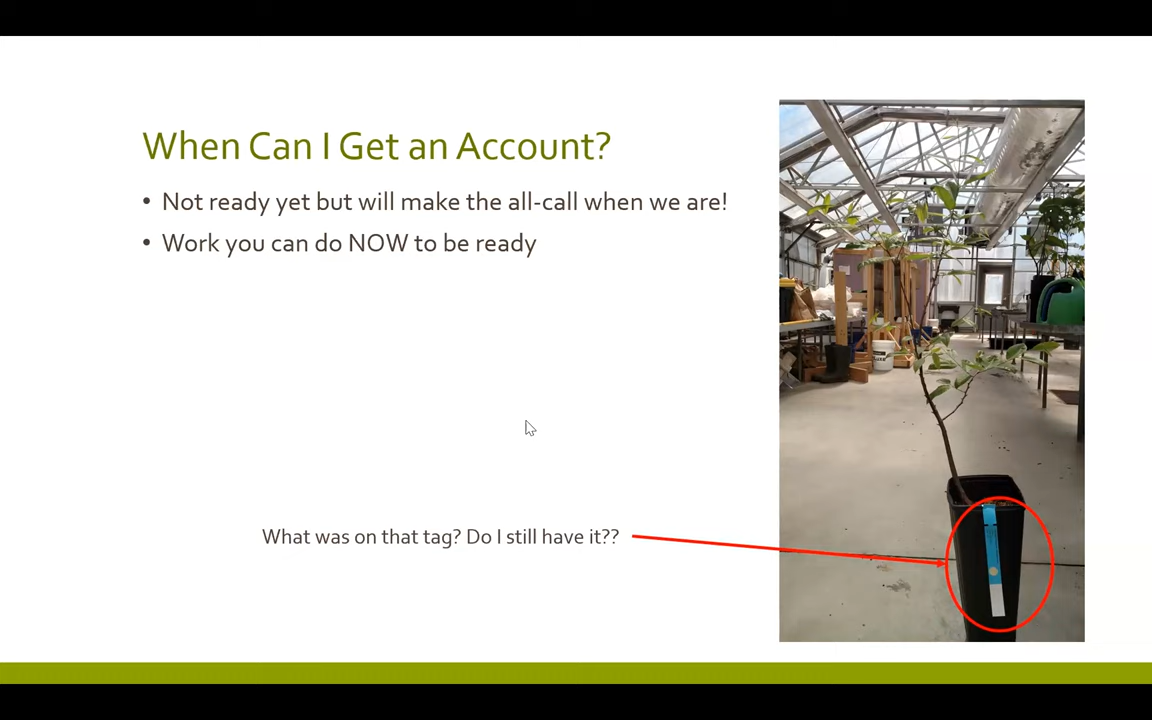 When Can I Get an Account?
• Not ready yet but will make the all-call when we are!
• Work you can do NOW to be ready
What was on that tag? Do I still have it??